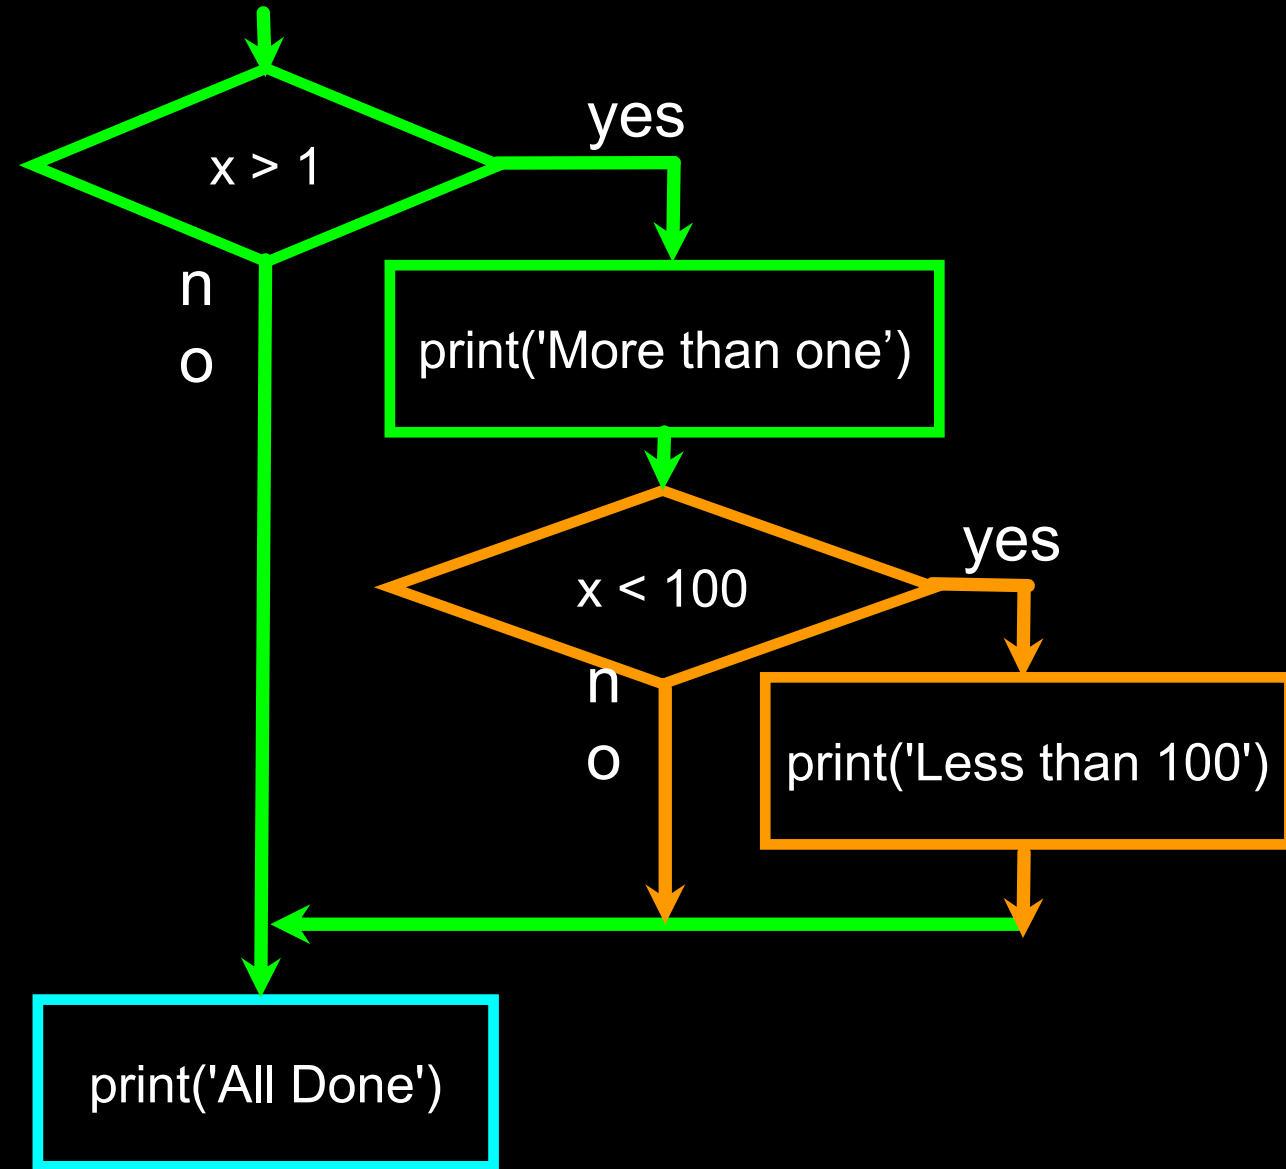 yes
x > 1
n
o
print('More than one’)
yes
x < 100
n
o
print('Less than 100')
print('All Done')